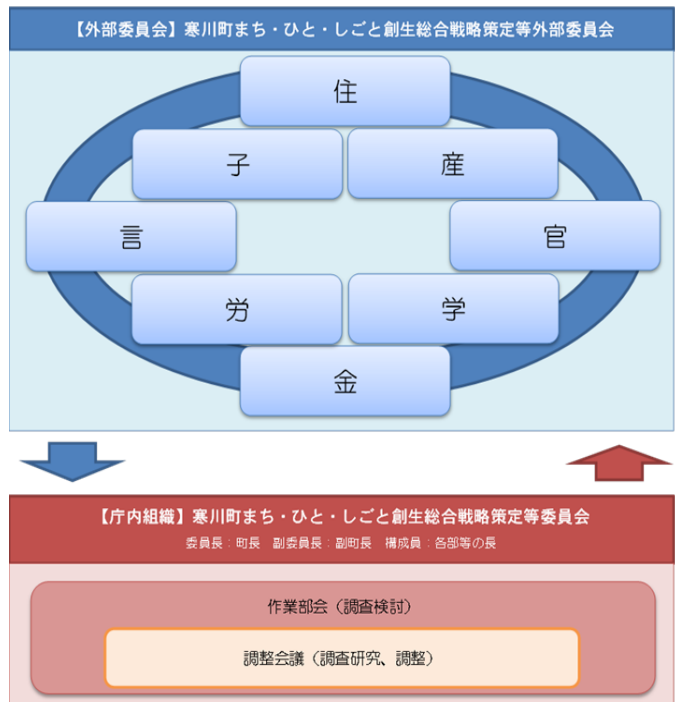 【外部委員会】寒川町まち・ひと・しごと創生総合戦略策定等外部委員会
住
子
産
言
官
労
学
金
【庁内組織】寒川町まち・ひと・しごと創生総合戦略策定等委員会
委員長：町長　副委員長：副町長　構成員：各部等の長
作業部会（調査検討）
調整会議（調査研究、調整）